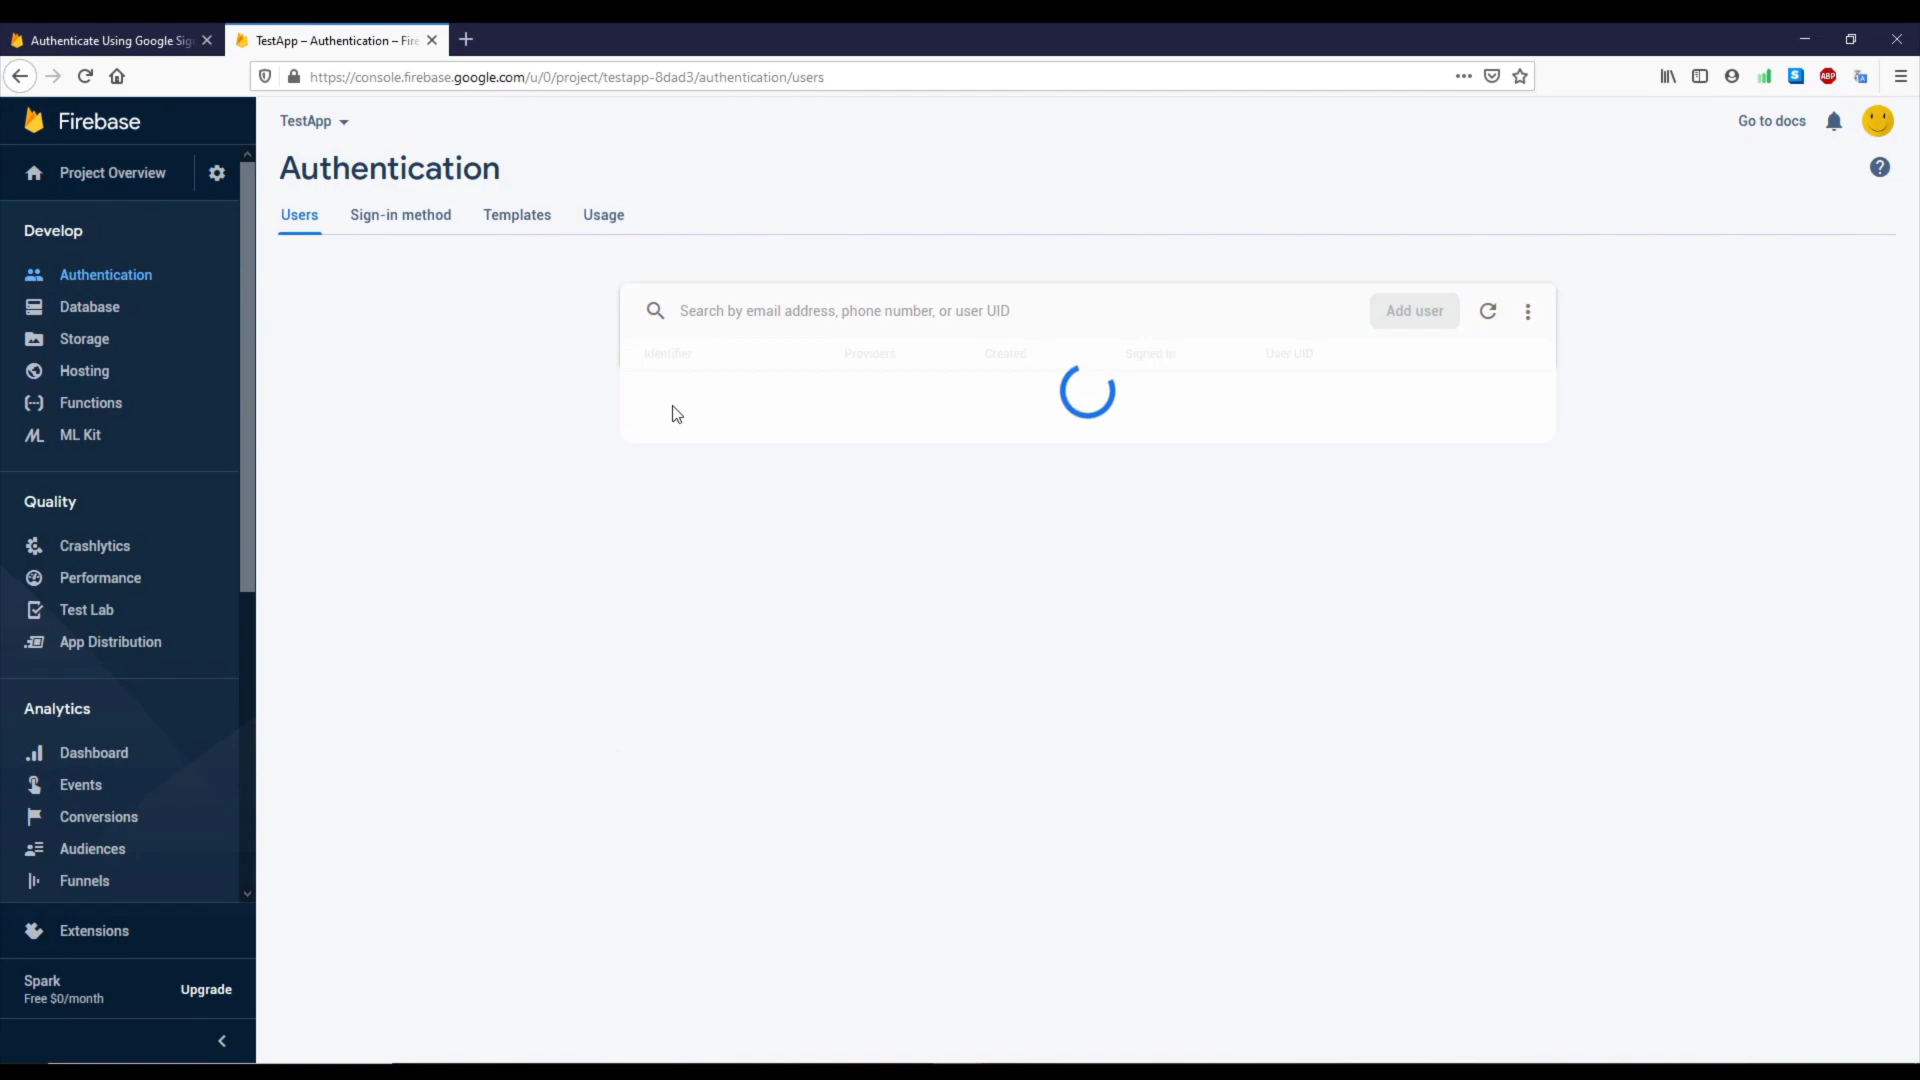 Authenticate Using Google Sig
TestApp – Authentication – Fire
https://console.firebase.google.com/u/0/project/testapp-8dad3/authentication/users
ABP
Firebase
TestApp
Go to docs
Project Overview
Authentication
Users
Sign-in method
Templates
Usage
Develop
Authentication
Database
Storage
Hosting
Functions
ML Kit
Search by email address, phone number, or user UID
Add user
Identifier
Providers
Created
Signed In
User UID
Quality
Crashlytics
Performance
Test Lab
App Distribution
Analytics
Dashboard
Events
Conversions
Audiences
Funnels
Extensions
Spark
Free $0/month
Upgrade